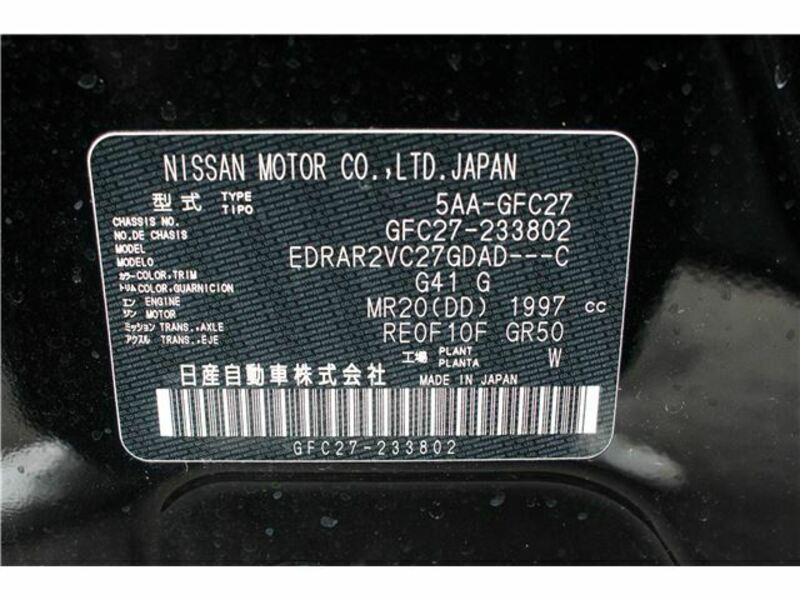 NISSAN MOTOR CO.,LTD.JAPAN
型式 TYPE TIPO 5AA-GFC27
CHASSIS NO. NO.DE CHASIS GFC27-233802
MODEL MODELO EDRAR2VC27GDAD---C
カラー COLOR,TRIM トリム COLOR,GUARNICION G41 G
エンジン ENGINE MOTOR MR20(DD) 1997 cc
ミッション TRANS.,AXLE アクスル TRANS.,EJE RE0F10F GR50
工場 PLANT PLANTA W
日産自動車株式会社 MADE IN JAPAN
GFC27-233802